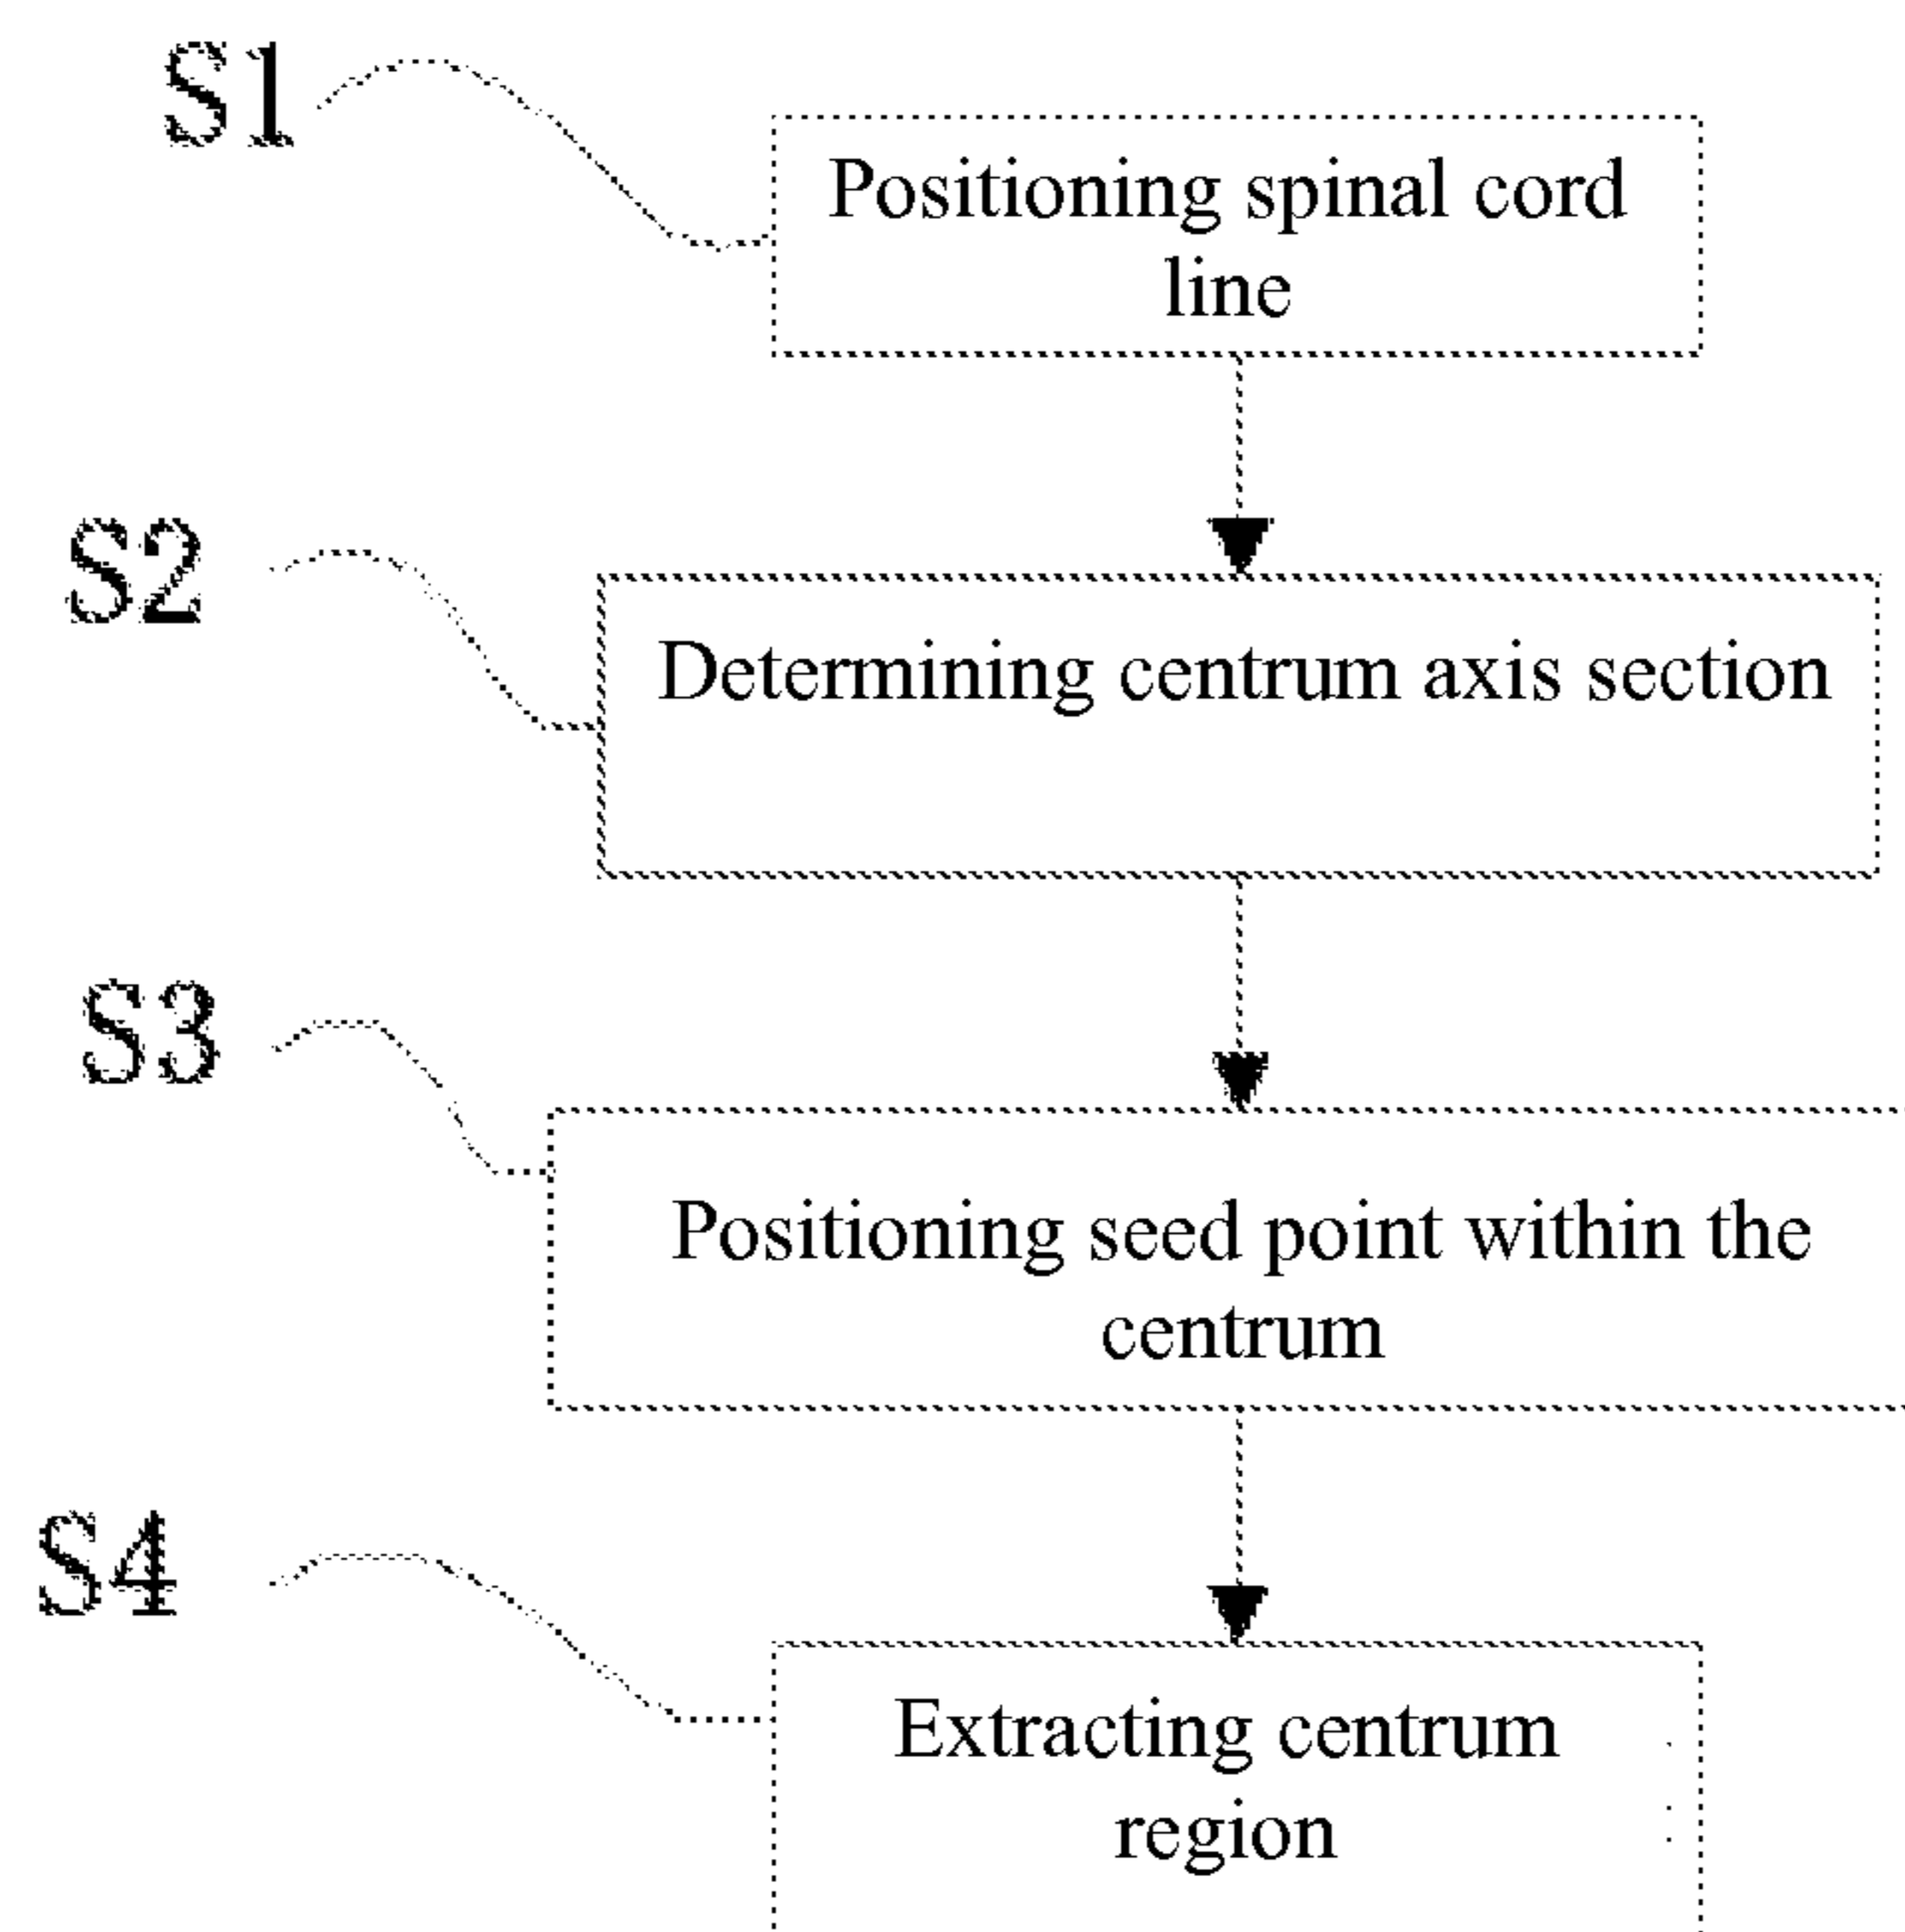 S1
Positioning spinal cord
line
S2
Determining centrum axis section
S3
Positioning seed point within the
centrum
S4
Extracting centrum
region